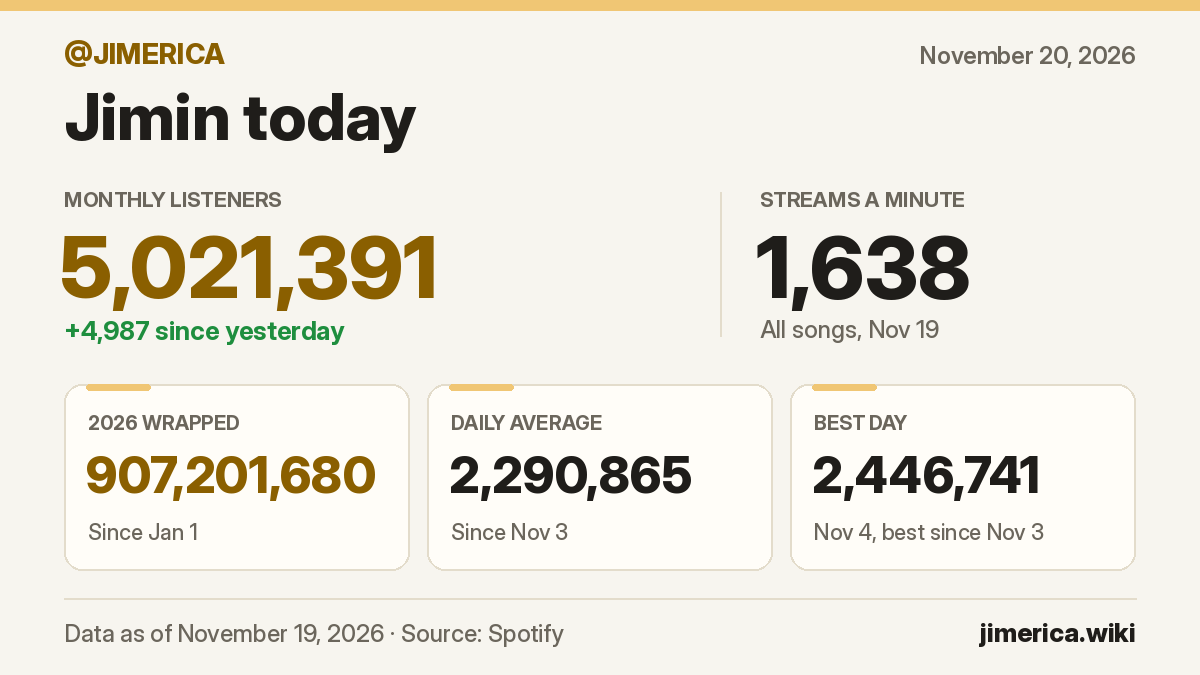 @JIMERICA
November 20, 2026
Jimin today
MONTHLY LISTENERS
5,021,391
+4,987 since yesterday
STREAMS A MINUTE
1,638
All songs, Nov 19
2026 WRAPPED
907,201,680
Since Jan 1
DAILY AVERAGE
2,290,865
Since Nov 3
BEST DAY
2,446,741
Nov 4, best since Nov 3
Data as of November 19, 2026 · Source: Spotify
jimerica.wiki